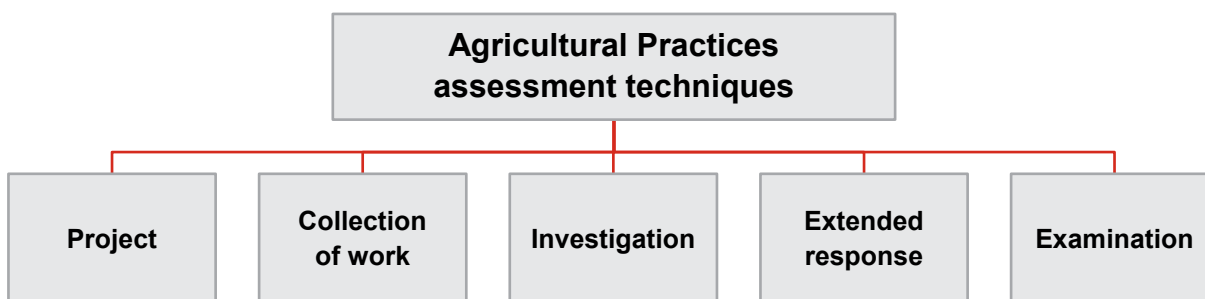 Agricultural Practices
assessment techniques
Project
Collection
of work
Investigation
Extended
response
Examination